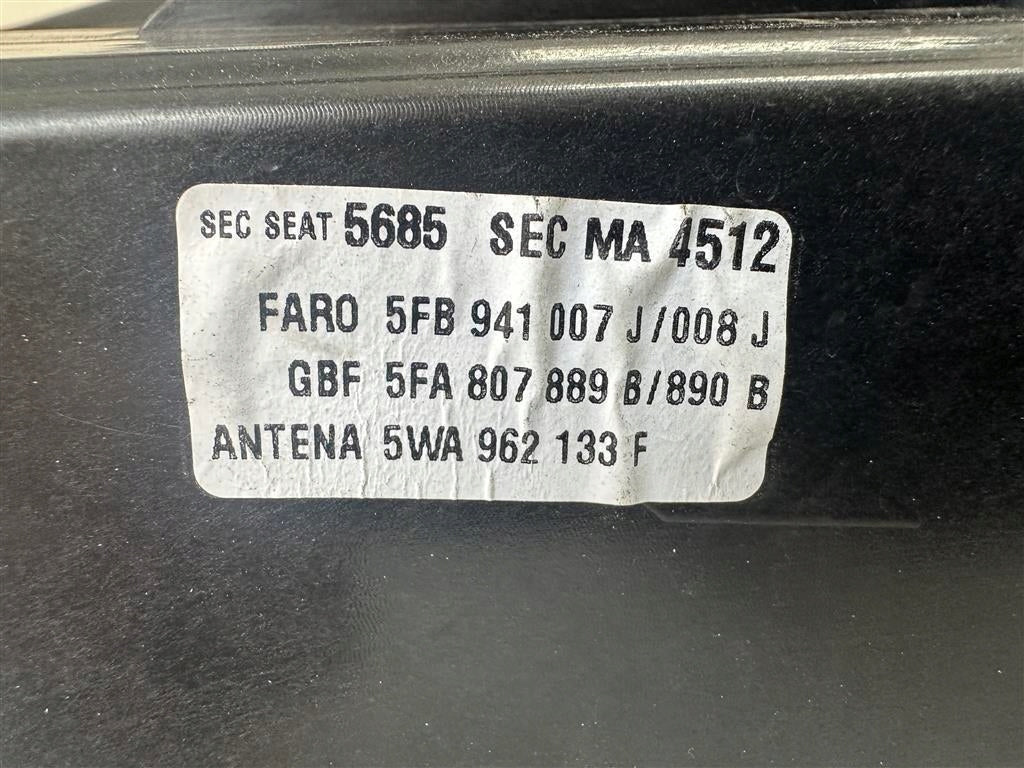 SEC SEAT 5685 SEC MA 4512
FARO 5FB 941 007 J/008 J
GBF 5FA 807 889 B/890 B
ANTENA 5WA 962 133 F